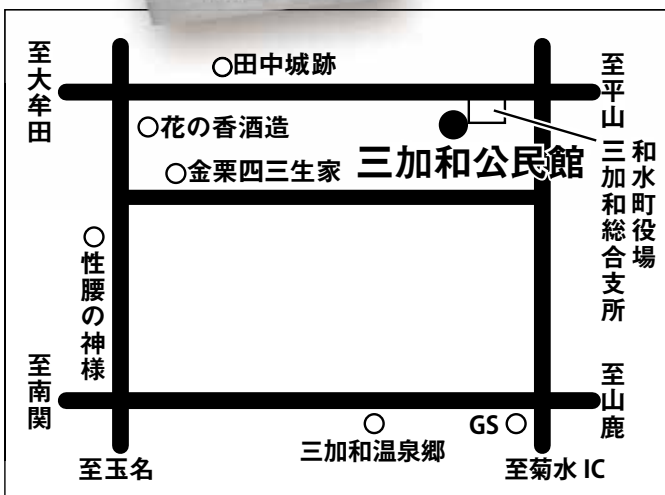 至大牟田
田中城跡
至平山
花の香酒造
三加和公民館
和水町役場
三加和総合支所
金栗四三生家
性腰の神様
至南関
至山鹿
GS
三加和温泉郷
至玉名
至菊水 IC